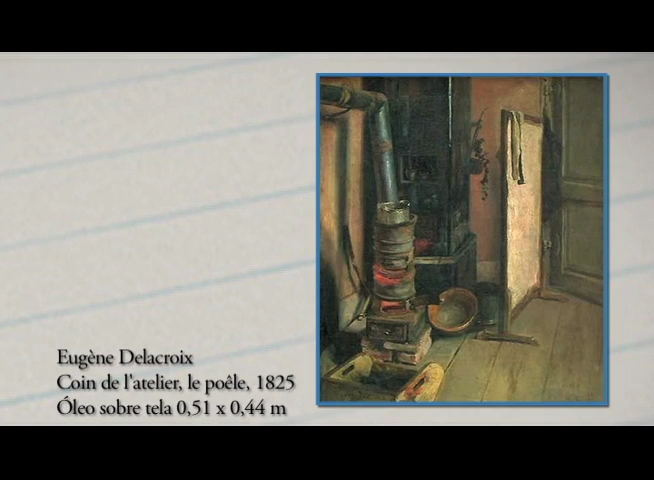 Eugène Delacroix
Coin de l'atelier, le poêle, 1825
Óleo sobre tela 0,51 x 0,44 m